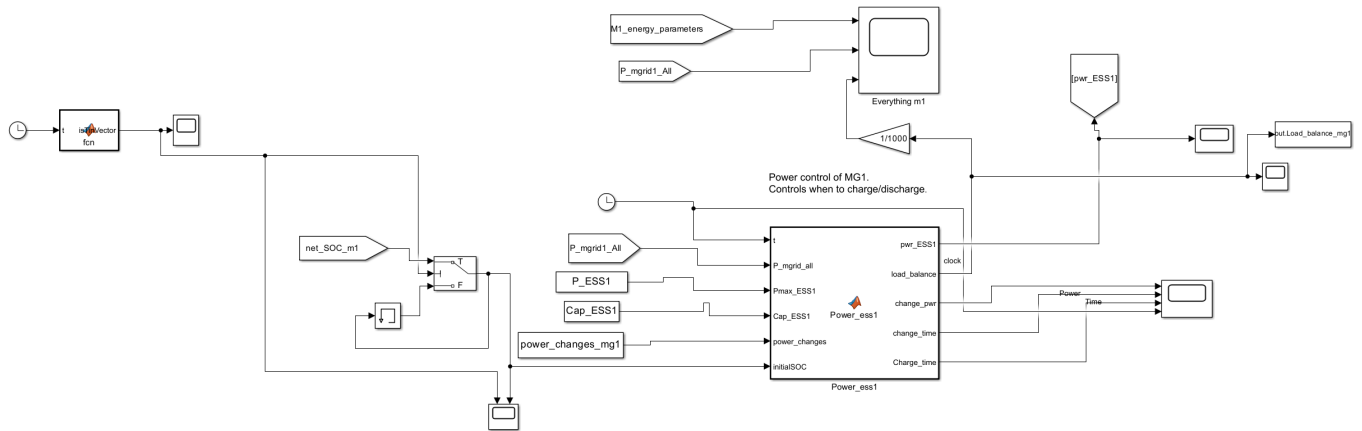 M1_energy_parameters
P_mgrid1_All
Everything m1
[pwr_ESS1]
t
fcn
1/1000
out.Load_balance_mg1
Power control of MG1.
Controls when to charge/discharge.
net_SOC_m1
T
F
P_mgrid1_All
P_ESS1
Cap_ESS1
power_changes_mg1
t
P_mgrid_all
Pmax_ESS1
Cap_ESS1
power_changes
initialSOC
Power_ess1
pwr_ESS1
load_balance
change_pwr
change_time
Charge_time
clock
Power
Time
Power_ess1